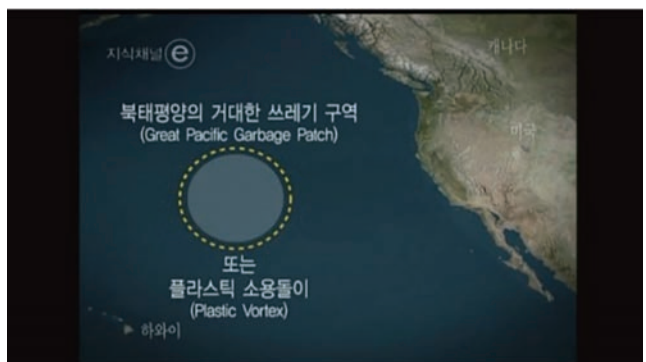 지식채널 e
캐나다
북태평양의 거대한 쓰레기 구역
(Great Pacific Garbage Patch)
미국
또는
플라스틱 소용돌이
(Plastic Vortex)
하와이